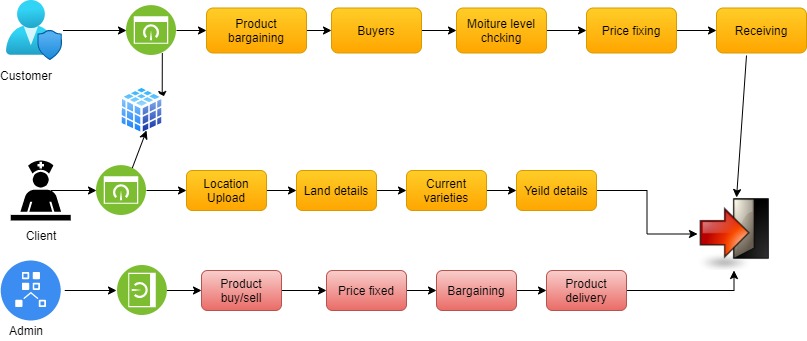 Product
bargaining
Buyers
Moiture level
chcking
Price fixing
Receiving
Customer
Location
Upload
Land details
Current
varieties
Yeild details
Client
Product
buy/sell
Price fixed
Bargaining
Product
delivery
Admin